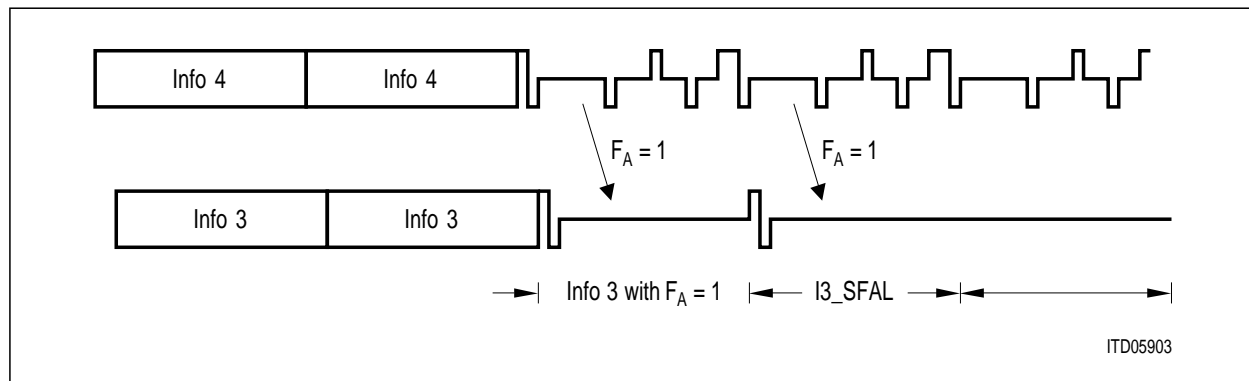 Info 4 Info 4
F_A = 1 F_A = 1
Info 3 Info 3
Info 3 with F_A = 1 I3_SFAL
ITD05903